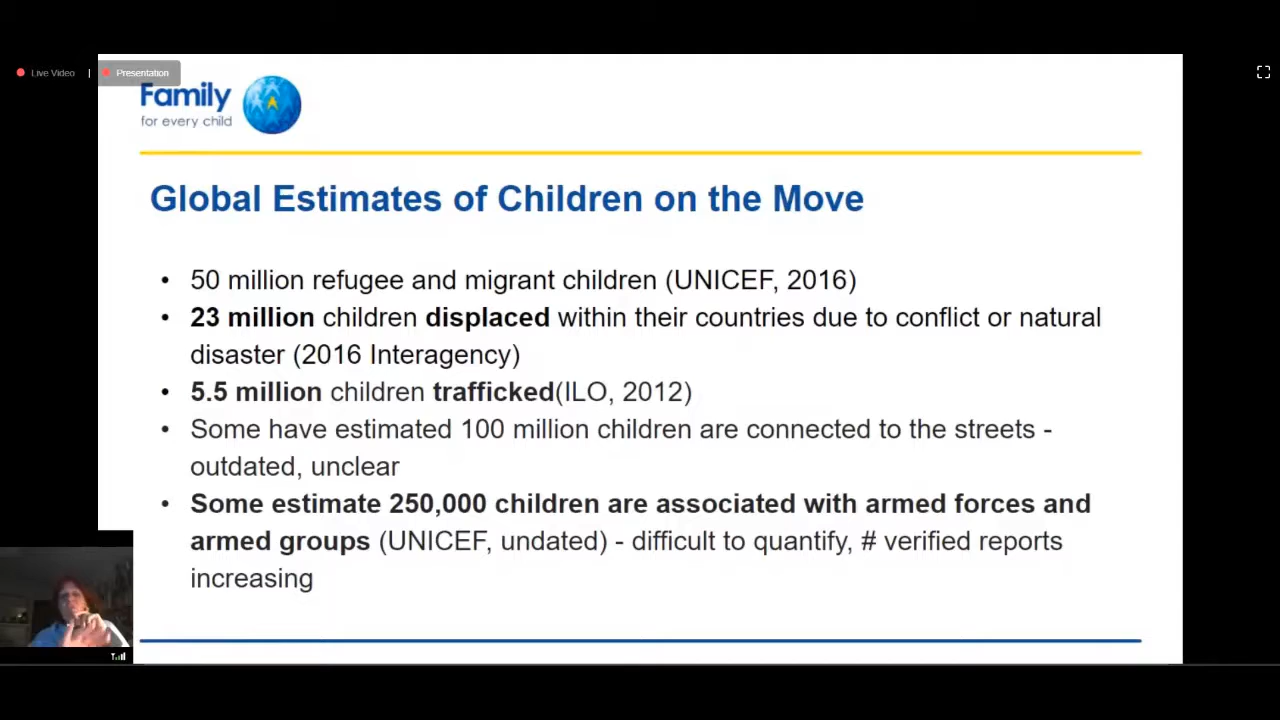 Live Video | Presentation
Family
for every child
Global Estimates of Children on the Move
• 50 million refugee and migrant children (UNICEF, 2016)
• 23 million children displaced within their countries due to conflict or natural
disaster (2016 Interagency)
• 5.5 million children trafficked(ILO, 2012)
• Some have estimated 100 million children are connected to the streets -
outdated, unclear
• Some estimate 250,000 children are associated with armed forces and
armed groups (UNICEF, undated) - difficult to quantify, # verified reports
increasing